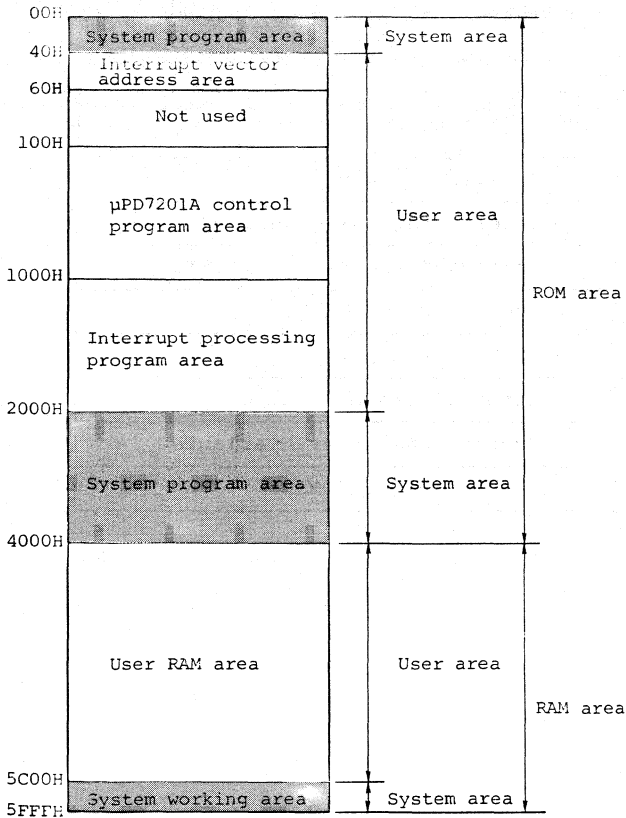 00H
System program area
System area
40H
Interrupt vector
address area
60H
Not used
100H
μPD7201A control
program area
User area
1000H
ROM area
Interrupt processing
program area
2000H
System program area
System area
4000H
User RAM area
User area
RAM area
5C00H
System working area
System area
5FFFH